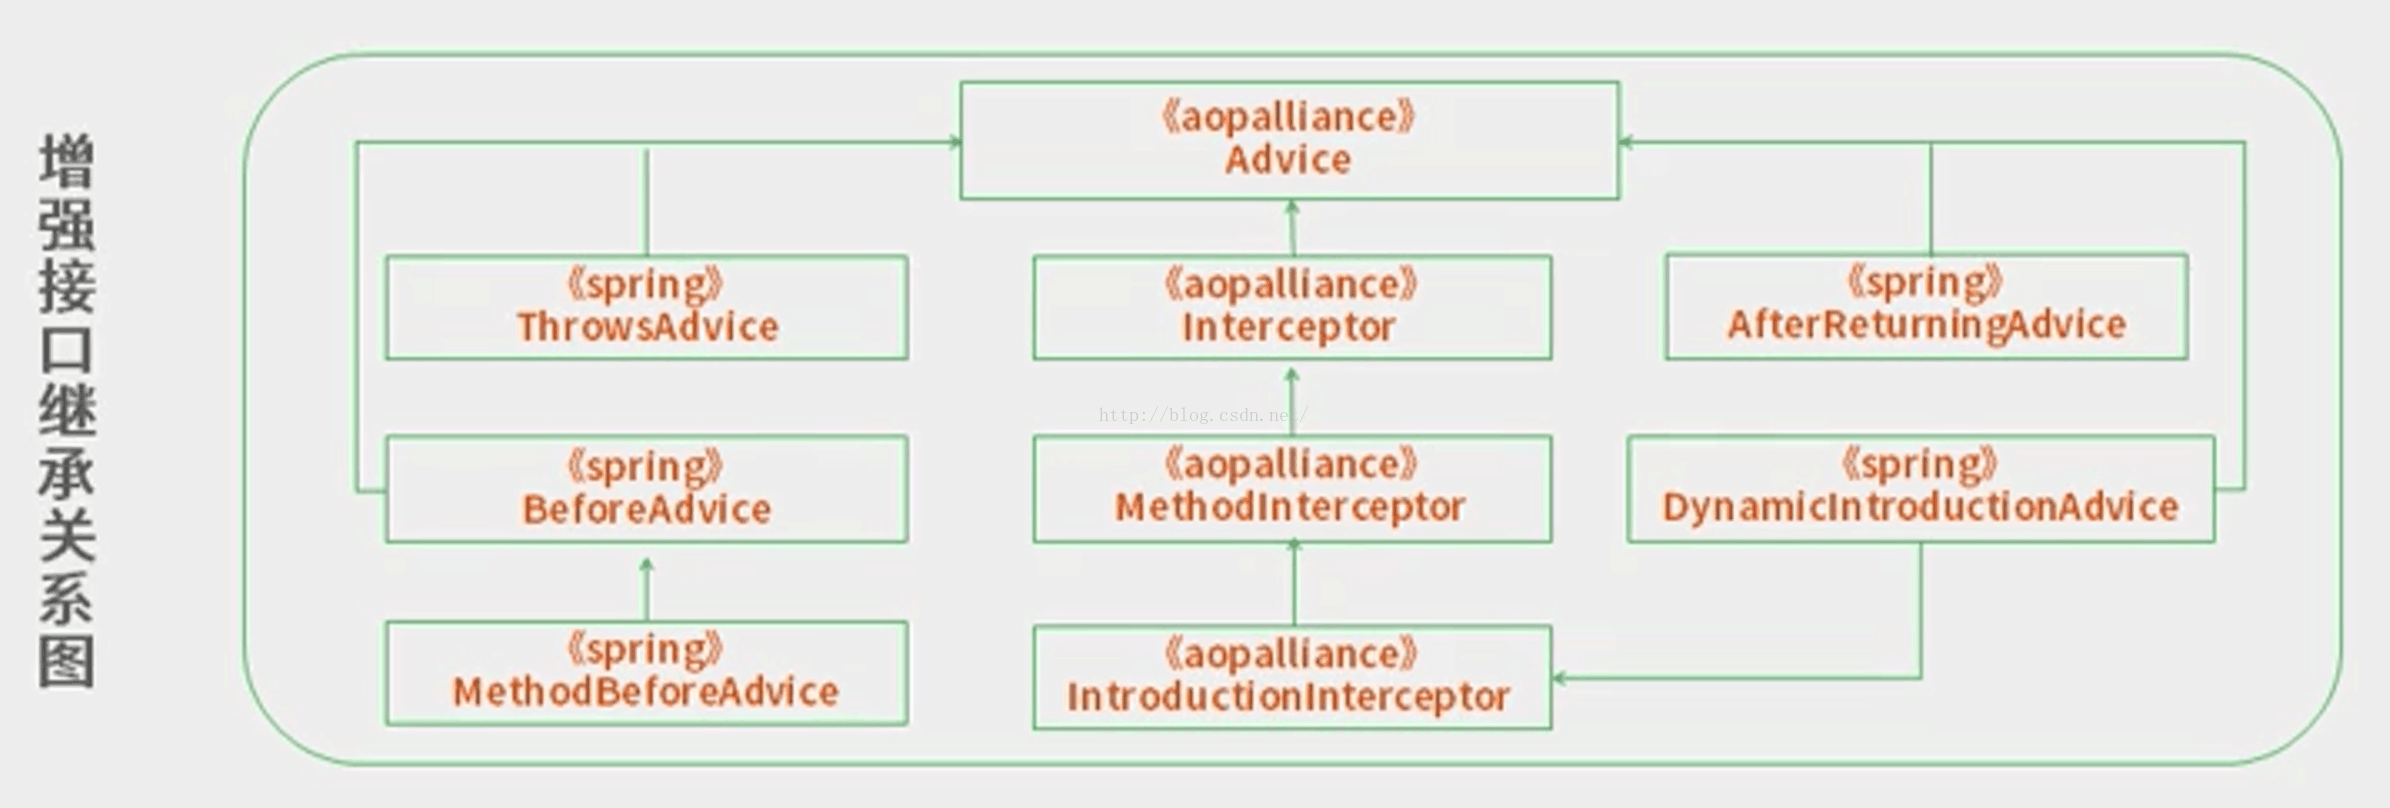 增强接口继承关系图
《aopalliance》
Advice
《spring》
ThrowsAdvice
《aopalliance》
Interceptor
《spring》
AfterReturningAdvice
http://blog.csdn.net/
《spring》
BeforeAdvice
《aopalliance》
MethodInterceptor
《spring》
DynamicIntroductionAdvice
《spring》
MethodBeforeAdvice
《aopalliance》
IntroductionInterceptor